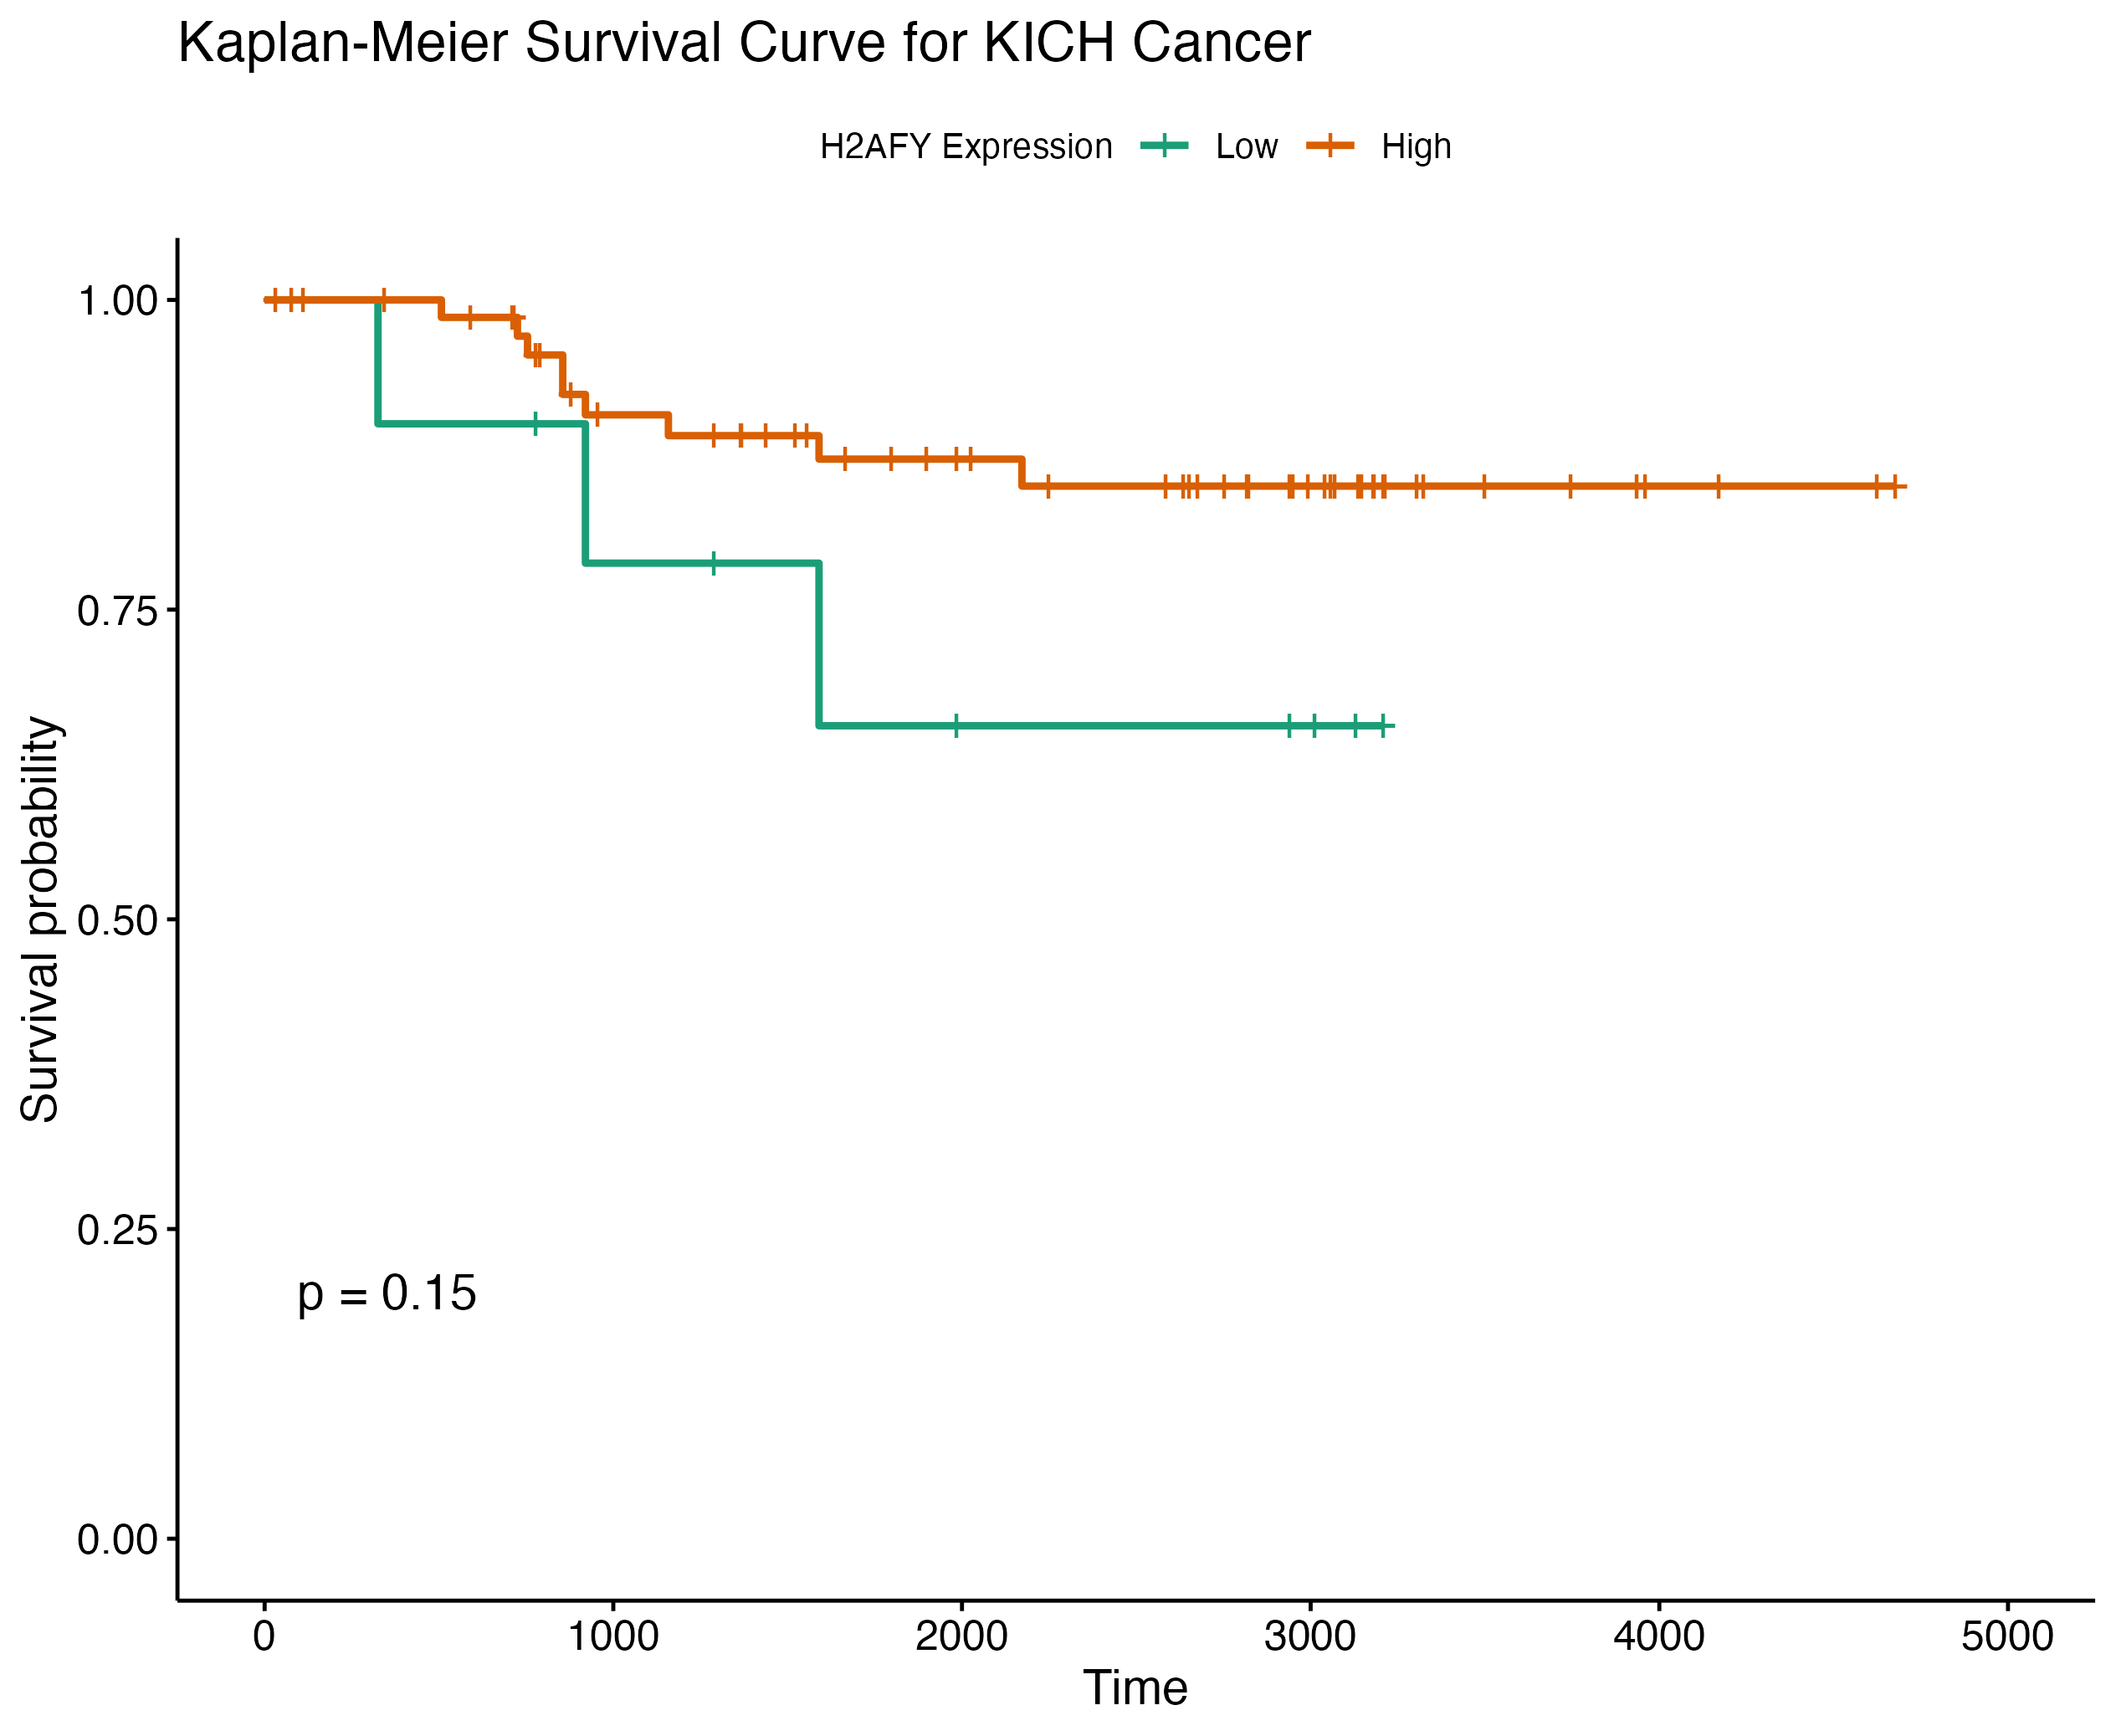 Kaplan-Meier Survival Curve for KICH Cancer
H2AFY Expression Low High
Survival probability
1.00
0.75
0.50
0.25
0.00
p = 0.15
0 1000 2000 3000 4000 5000
Time